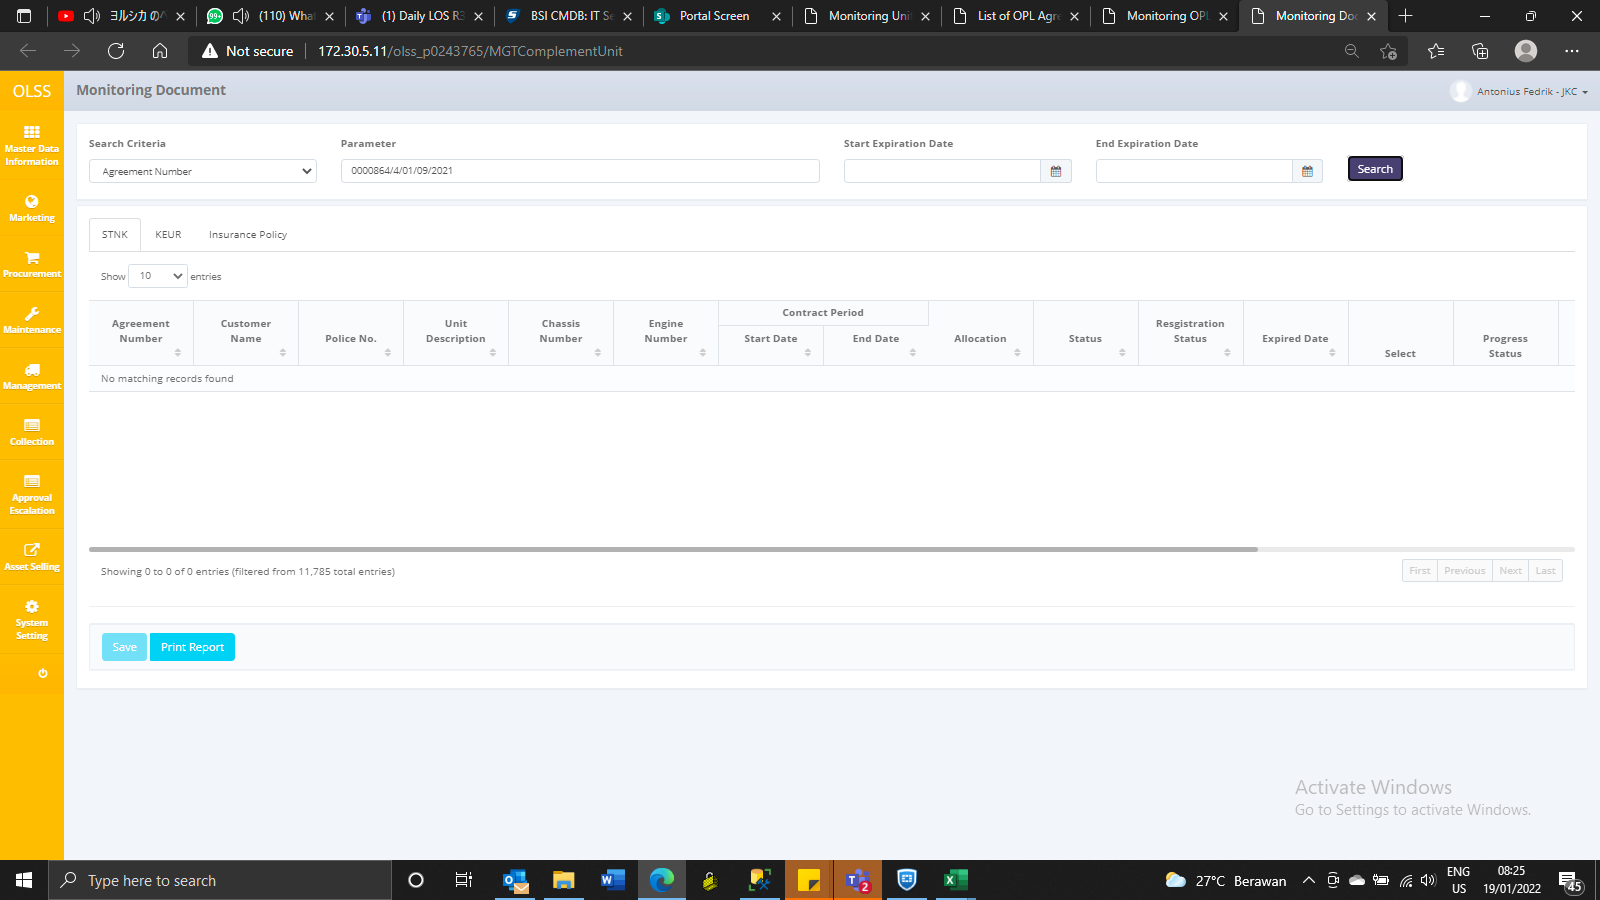 ヨルシカ の
(110) What
(1) Daily LOS R3
BSI CMDB: IT Se
Portal Screen
Monitoring Uni
List of OPL Agre
Monitoring OPL
Monitoring Doc
Not secure
172.30.5.11/olss_p0243765/MGTComplementUnit
OLSS
Monitoring Document
Antonius Fedrik - JKC
Master Data
Information
Marketing
Procurement
Maintenance
Management
Collection
Approval
Escalation
Asset Selling
System
Setting
Search Criteria
Parameter
Start Expiration Date
End Expiration Date
Agreement Number
0000864/4/01/09/2021
Search
STNK
KEUR
Insurance Policy
Show 10 entries
Agreement
Number
Customer
Name
Police No.
Unit
Description
Chassis
Number
Engine
Number
Contract Period
Start Date
End Date
Allocation
Status
Resgistration
Status
Expired Date
Select
Progress
Status
No matching records found
Showing 0 to 0 of 0 entries (filtered from 11,785 total entries)
First Previous Next Last
Save
Print Report
Activate Windows
Go to Settings to activate Windows.
Type here to search
2
27°C Berawan
ENG
US
08:25
19/01/2022
45